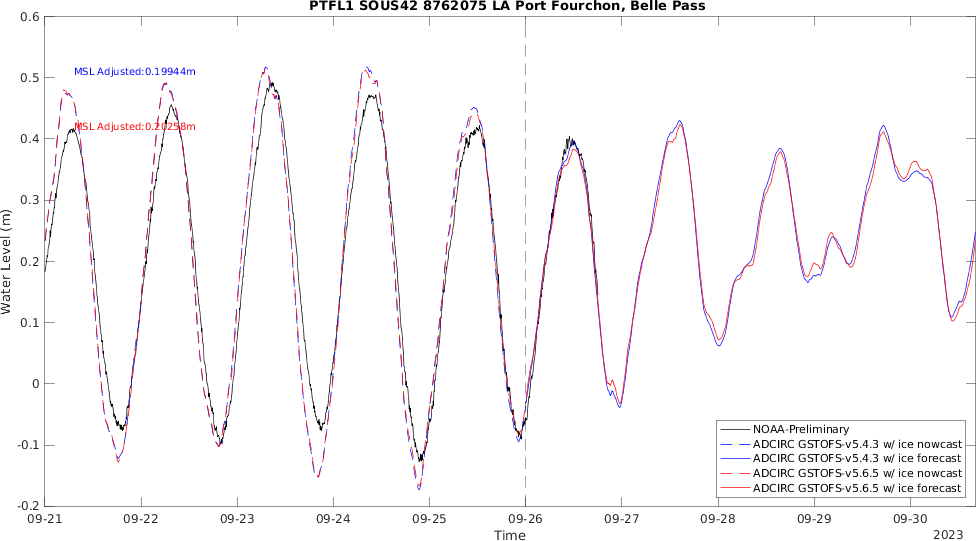 PTFL1 SOUS42 8762075 LA Port Fourchon, Belle Pass
0.6
0.5
0.4
0.3
0.2
0.1
0
-0.1
-0.2
Water Level (m)
MSL Adjusted:0.19944m
MSL Adjusted:0.20258m
NOAA-Preliminary
ADCIRC GSTOFS-v5.4.3 w/ ice nowcast
ADCIRC GSTOFS-v5.4.3 w/ ice forecast
ADCIRC GSTOFS-v5.6.5 w/ ice nowcast
ADCIRC GSTOFS-v5.6.5 w/ ice forecast
09-21 09-22 09-23 09-24 09-25 09-26 09-27 09-28 09-29 09-30
Time
2023